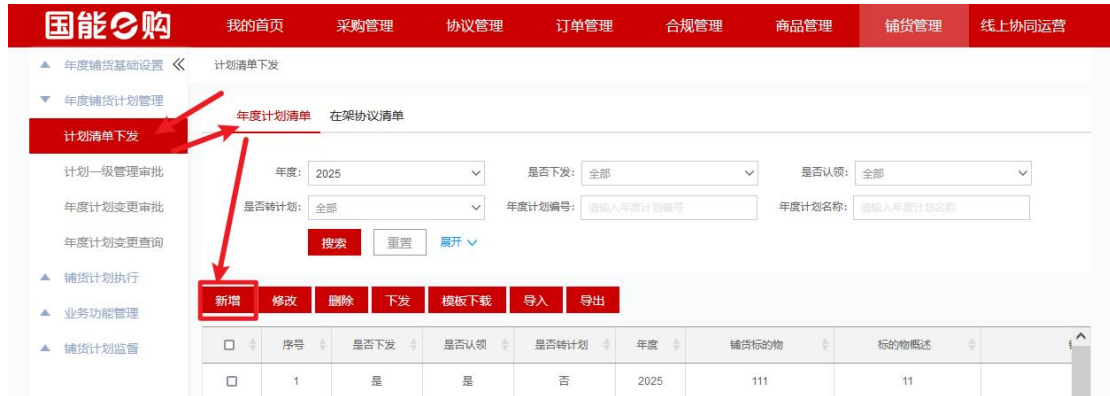 国能e购 我的首页 采购管理 协议管理 订单管理 合规管理 商品管理 铺货管理 线上协同运营
年度铺货基础设置 计划清单下发
年度铺货计划管理
年度计划清单 在架协议清单
计划清单下发
计划一级管理审批 年度: 2025 是否下发: 全部 是否认领: 全部
年度计划变更审批 是否转计划: 全部 年度计划编号: 请输入年度计划编号 年度计划名称: 请输入年度计划名称
年度计划变更查询 搜索 重置 展开
铺货计划执行
新增 修改 删除 下发 模板下载 导入 导出
业务功能管理
铺货计划监督 序号 是否下发 是否认领 是否转计划 年度 铺货标的物 标的物概述
1 是 是 否 2025 111 11